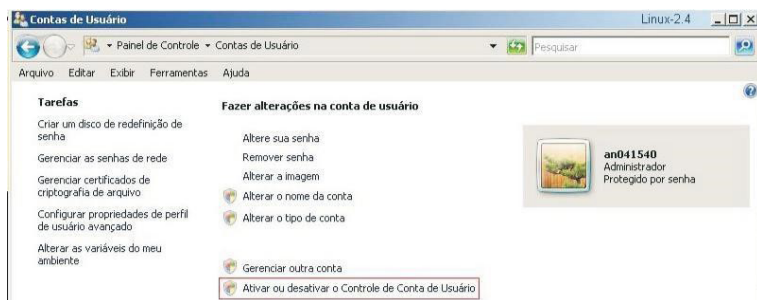 Contas de Usuário
Linux-2.4
Painel de Controle
Contas de Usuário
Pesquisar
Arquivo Editar Exibir Ferramentas Ajuda
Tarefas
Criar um disco de redefinição de
senha
Gerenciar as senhas de rede
Gerenciar certificados de
criptografia de arquivo
Configurar propriedades de perfil
de usuário avançado
Alterar as variáveis do meu
ambiente
Fazer alterações na conta de usuário
Altere sua senha
Remover senha
Alterar a imagem
Alterar o nome da conta
Alterar o tipo de conta
Gerenciar outra conta
Ativar ou desativar o Controle de Conta de Usuário
an041540
Administrador
Protegido por senha